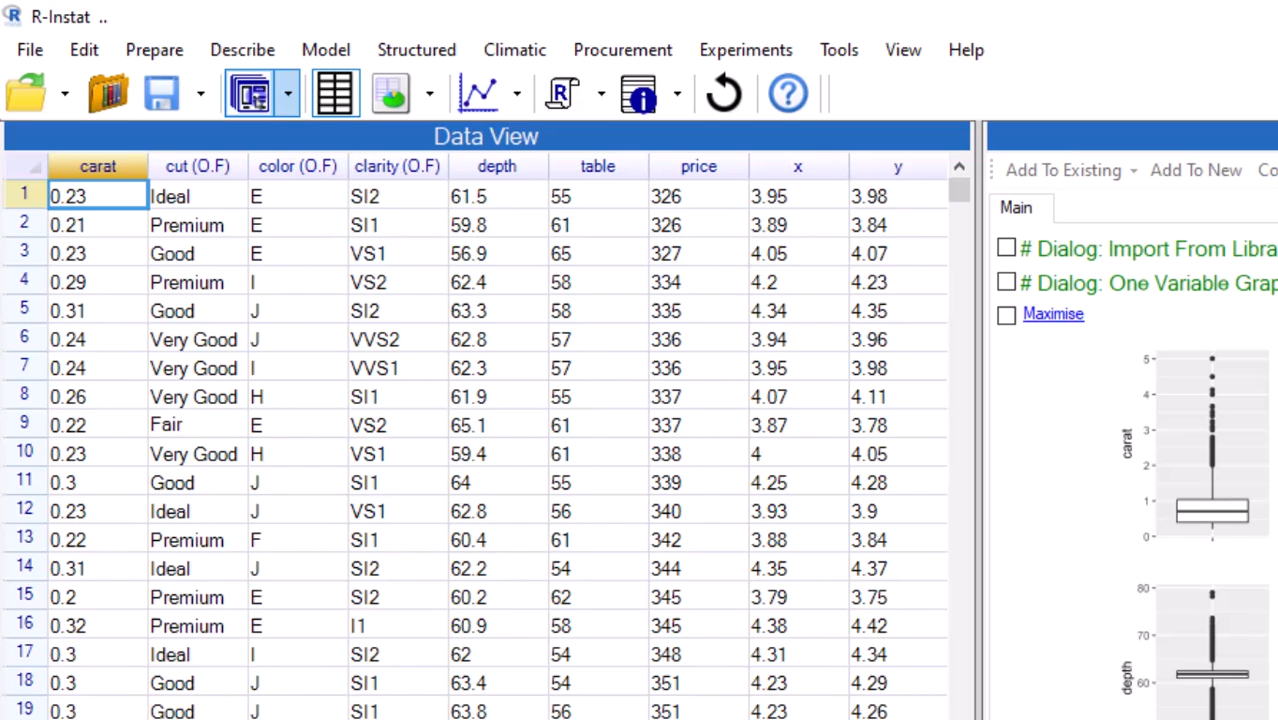 R-Instat ..
File Edit Prepare Describe Model Structured Climatic Procurement Experiments Tools View Help
Data View
carat cut (O.F) color (O.F) clarity (O.F) depth table price x y
1 0.23 Ideal E SI2 61.5 55 326 3.95 3.98
2 0.21 Premium E SI1 59.8 61 326 3.89 3.84
3 0.23 Good E VS1 56.9 65 327 4.05 4.07
4 0.29 Premium I VS2 62.4 58 334 4.2 4.23
5 0.31 Good J SI2 63.3 58 335 4.34 4.35
6 0.24 Very Good J VVS2 62.8 57 336 3.94 3.96
7 0.24 Very Good I VVS1 62.3 57 336 3.95 3.98
8 0.26 Very Good H SI1 61.9 55 337 4.07 4.11
9 0.22 Fair E VS2 65.1 61 337 3.87 3.78
10 0.23 Very Good H VS1 59.4 61 338 4 4.05
11 0.3 Good J SI1 64 55 339 4.25 4.28
12 0.23 Ideal J VS1 62.8 56 340 3.93 3.9
13 0.22 Premium F SI1 60.4 61 342 3.88 3.84
14 0.31 Ideal J SI2 62.2 54 344 4.35 4.37
15 0.2 Premium E SI2 60.2 62 345 3.79 3.75
16 0.32 Premium E I1 60.9 58 345 4.38 4.42
17 0.3 Ideal I SI2 62 54 348 4.31 4.34
18 0.3 Good J SI1 63.4 54 351 4.23 4.29
19 0.3 Good J SI1 63.8 56 351 4.23 4.26
Add To Existing Add To New Co
Main
# Dialog: Import From Libra
# Dialog: One Variable Grap
Maximise
5
4
3
carat
2
1
0
80
70
depth
60